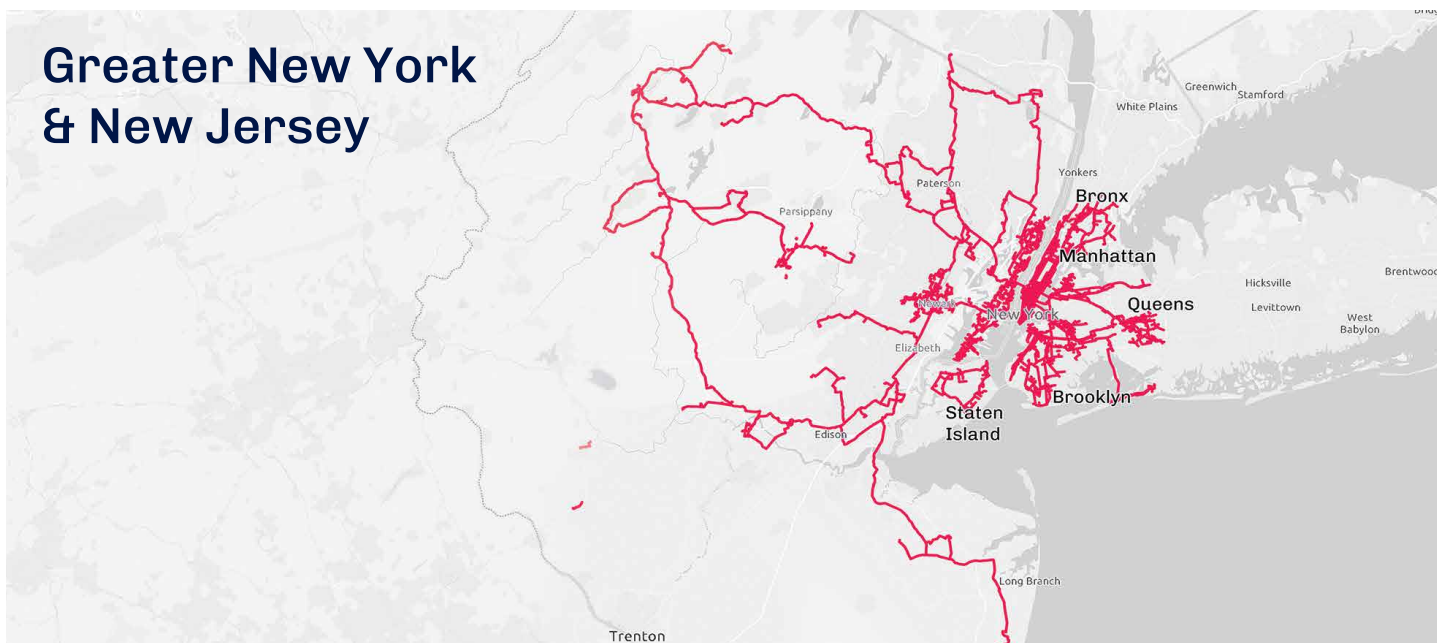 Greater New York
& New Jersey
Greenwich
Stamford
White Plains
Yonkers
Paterson
Bronx
Parsippany
Manhattan
Hicksville
Brentwood
Queens
Newark
Levittown
New York
West
Babylon
Elizabeth
Brooklyn
Staten
Island
Edison
Long Branch
Trenton